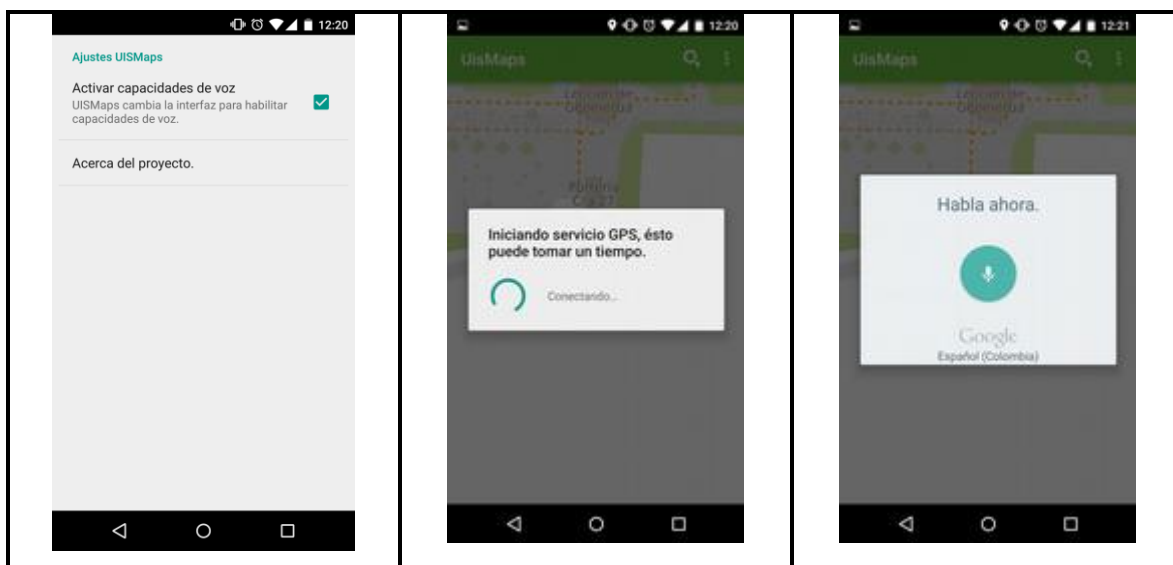 12:20
Ajustes UISMaps
Activar capacidades de voz
UISMaps cambia la interfaz para habilitar
capacidades de voz.
Acerca del proyecto.
12:20
UisMaps
Iniciando servicio GPS, ésto
puede tomar un tiempo.
Conectando...
12:21
UisMaps
Habla ahora.
Google
Español (Colombia)